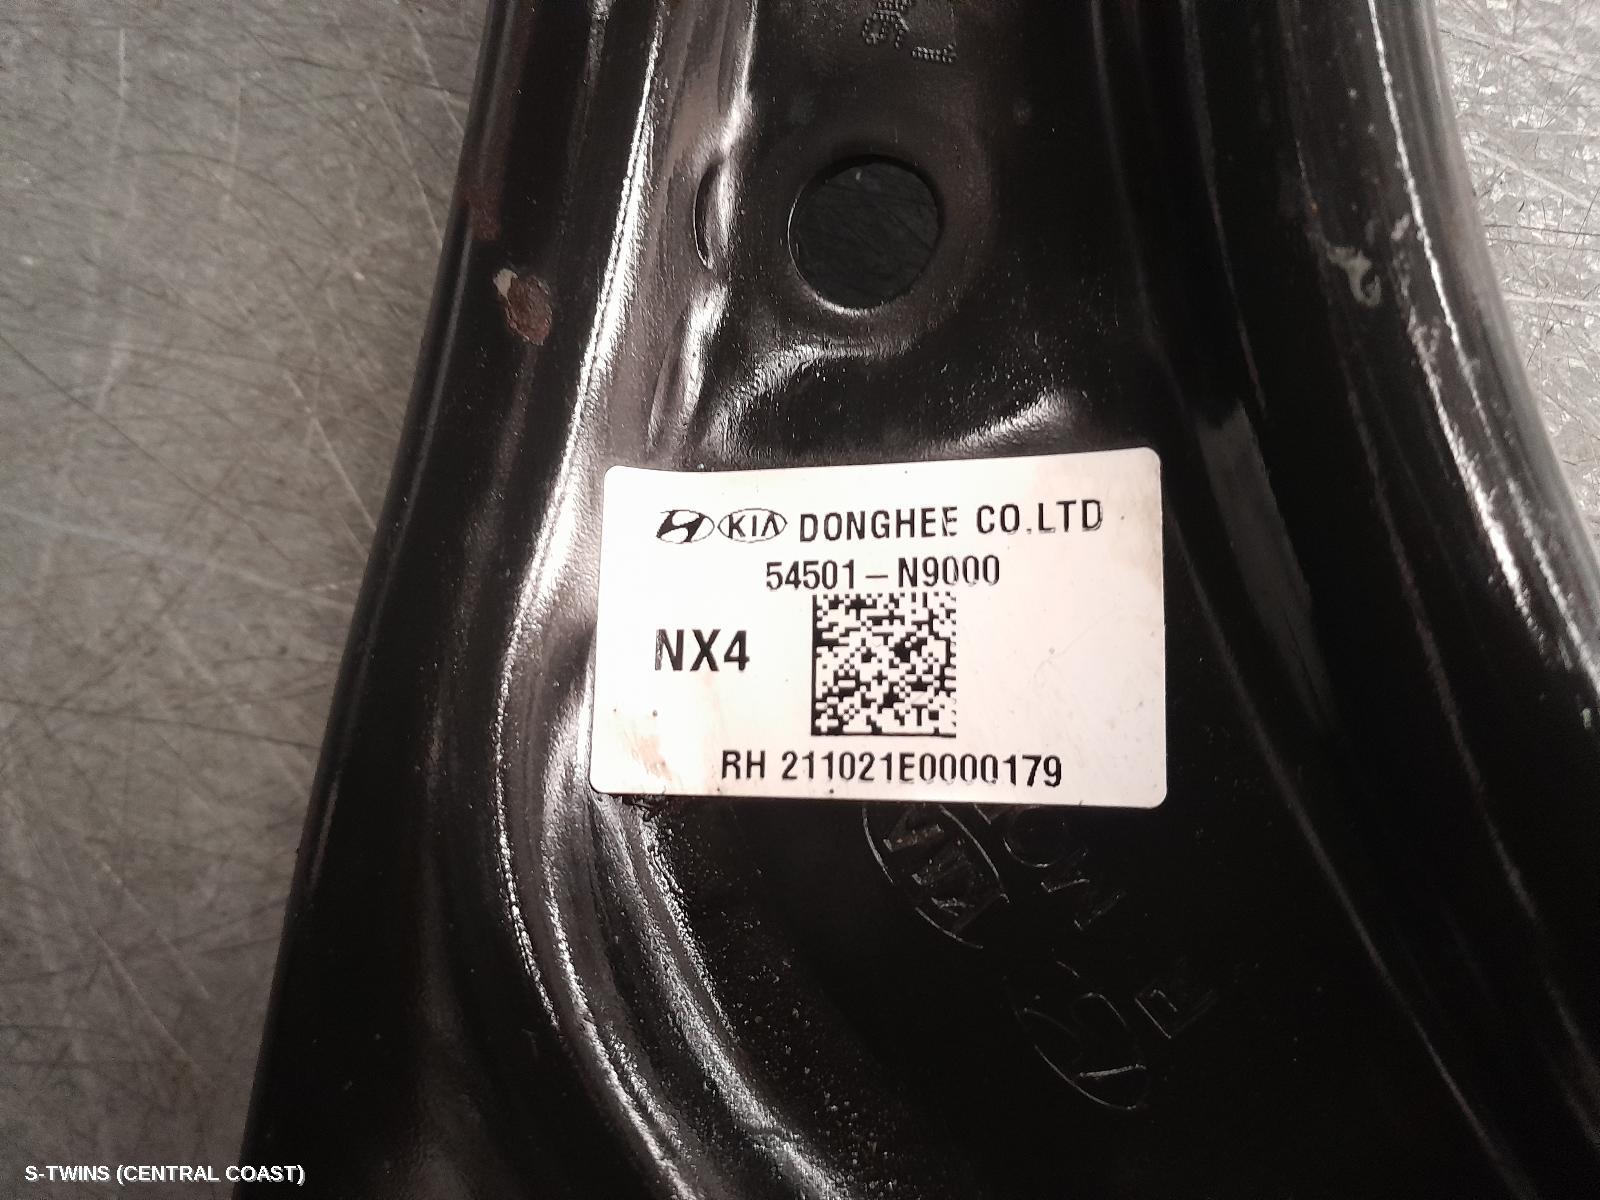 KIA DONGHEE CO.LTD
54501-N9000
NX4
RH 211021E0000179
S-TWINS (CENTRAL COAST)